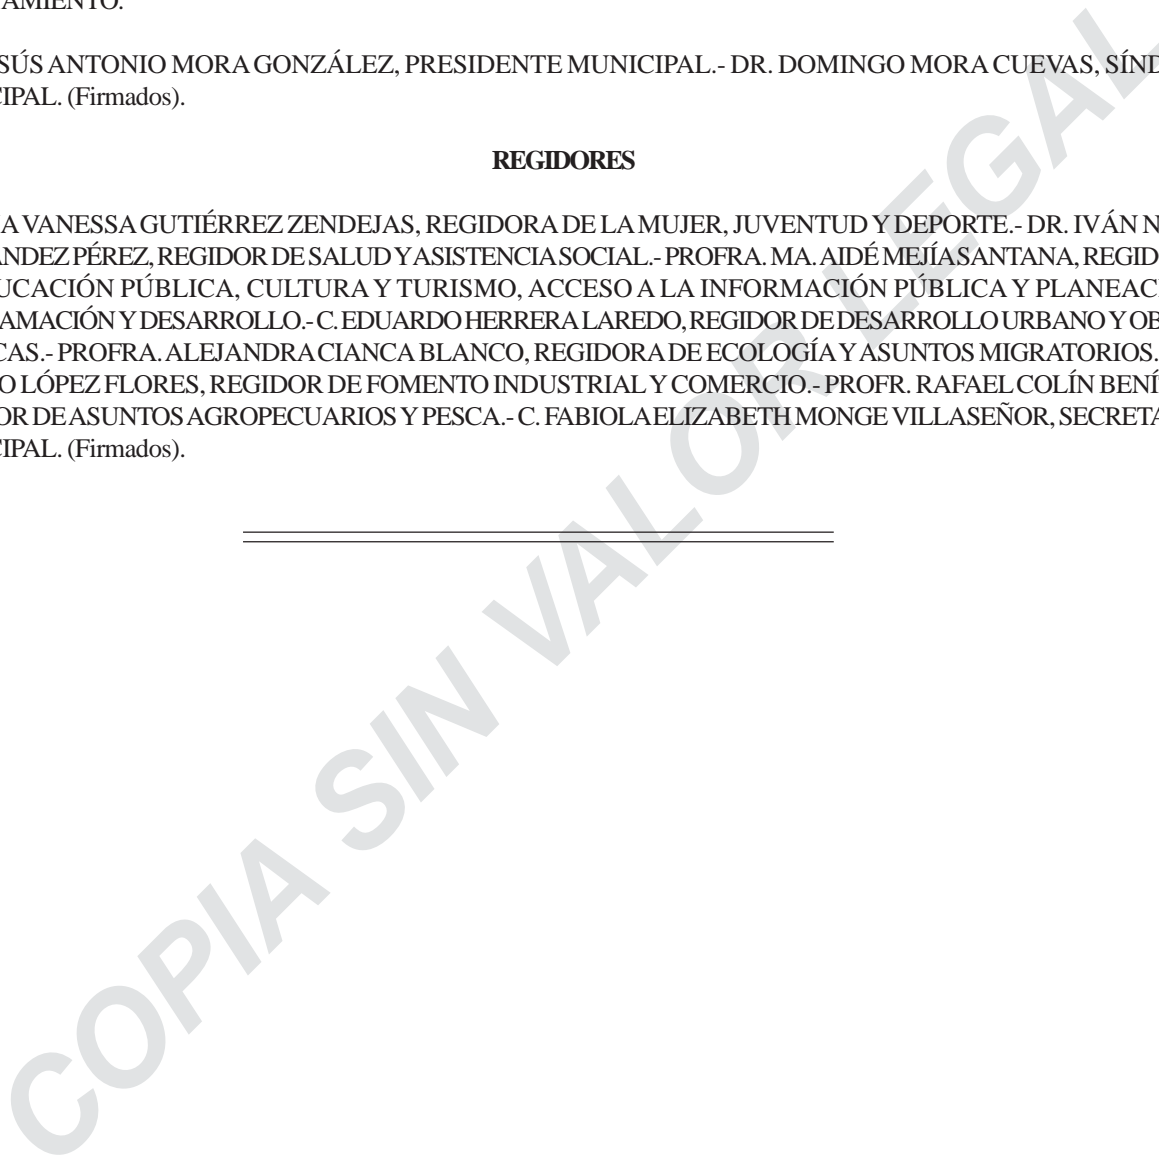 AMIENTO.
SÚS ANTONIO MORA GONZÁLEZ, PRESIDENTE MUNICIPAL.- DR. DOMINGO MORA CUEVAS, SÍND
CIPAL. (Firmados).
REGIDORES
A VANESSA GUTIÉRREZ ZENDEJAS, REGIDORA DE LA MUJER, JUVENTUD Y DEPORTE.- DR. IVÁN N
ANDEZ PÉREZ, REGIDOR DE SALUD Y ASISTENCIA SOCIAL.- PROFRA. MA. AIDÉ MEJÍA SANTANA, REGID
UCACIÓN PÚBLICA, CULTURA Y TURISMO, ACCESO A LA INFORMACIÓN PÚBLICA Y PLANEAC
AMACIÓN Y DESARROLLO.- C. EDUARDO HERRERA LAREDO, REGIDOR DE DESARROLLO URBANO Y OB
CAS.- PROFRA. ALEJANDRA CIANCA BLANCO, REGIDORA DE ECOLOGÍA Y ASUNTOS MIGRATORIOS.
O LÓPEZ FLORES, REGIDOR DE FOMENTO INDUSTRIAL Y COMERCIO.- PROFR. RAFAEL COLÍN BENÍ
OR DE ASUNTOS AGROPECUARIOS Y PESCA.- C. FABIOLA ELIZABETH MONGE VILLASEÑOR, SECRETA
CIPAL. (Firmados).
COPIA SIN VALOR LEGAL